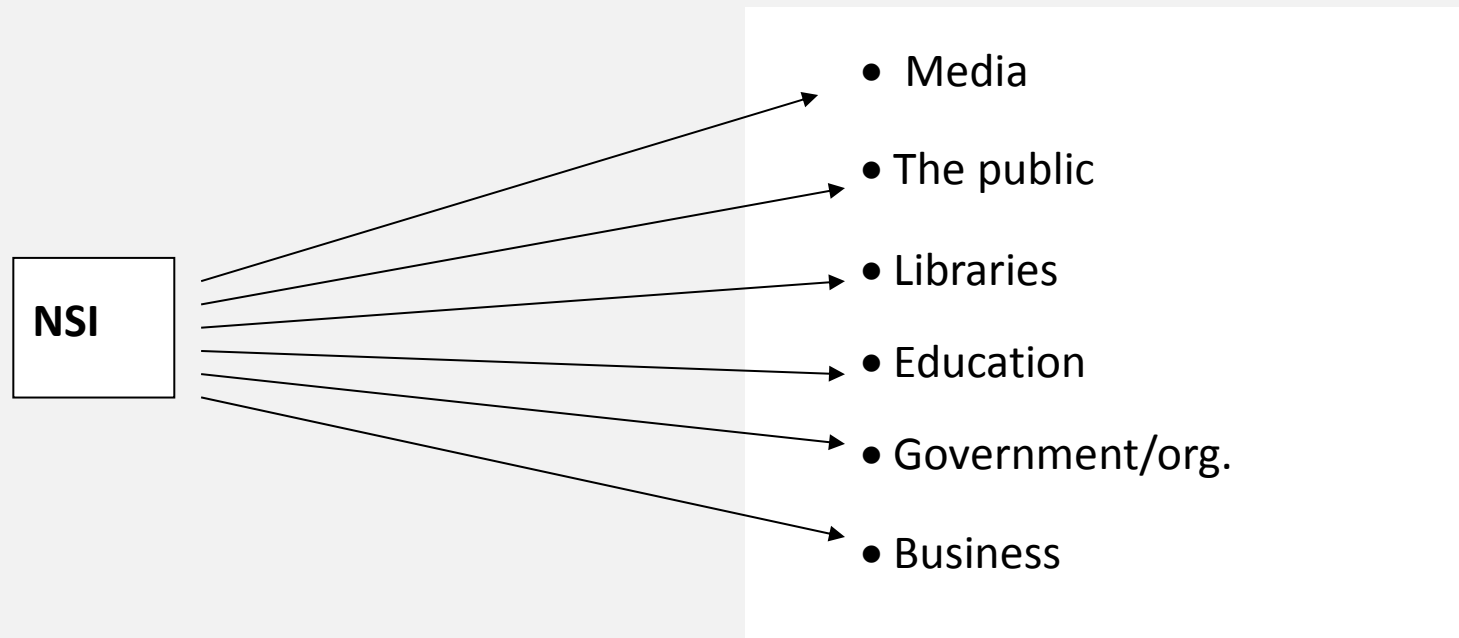 • Media
• The public
• Libraries
NSI
• Education
• Government/org.
• Business